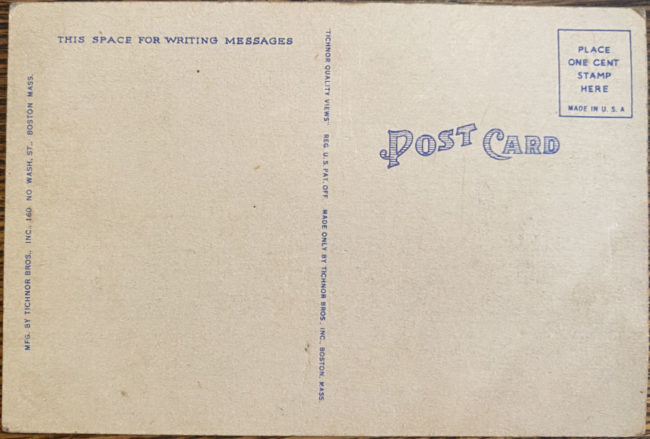 THIS SPACE FOR WRITING MESSAGES
MFG. BY TICHNOR BROS., INC., 160 NO WASH. ST., BOSTON MASS.
TICHNOR QUALITY VIEWS" REG. U. S. PAT. OFF. MADE ONLY BY TICHNOR BROS. INC. BOSTON, MASS.
PLACE
ONE CENT
STAMP
HERE
MADE IN U. S. A
POST CARD